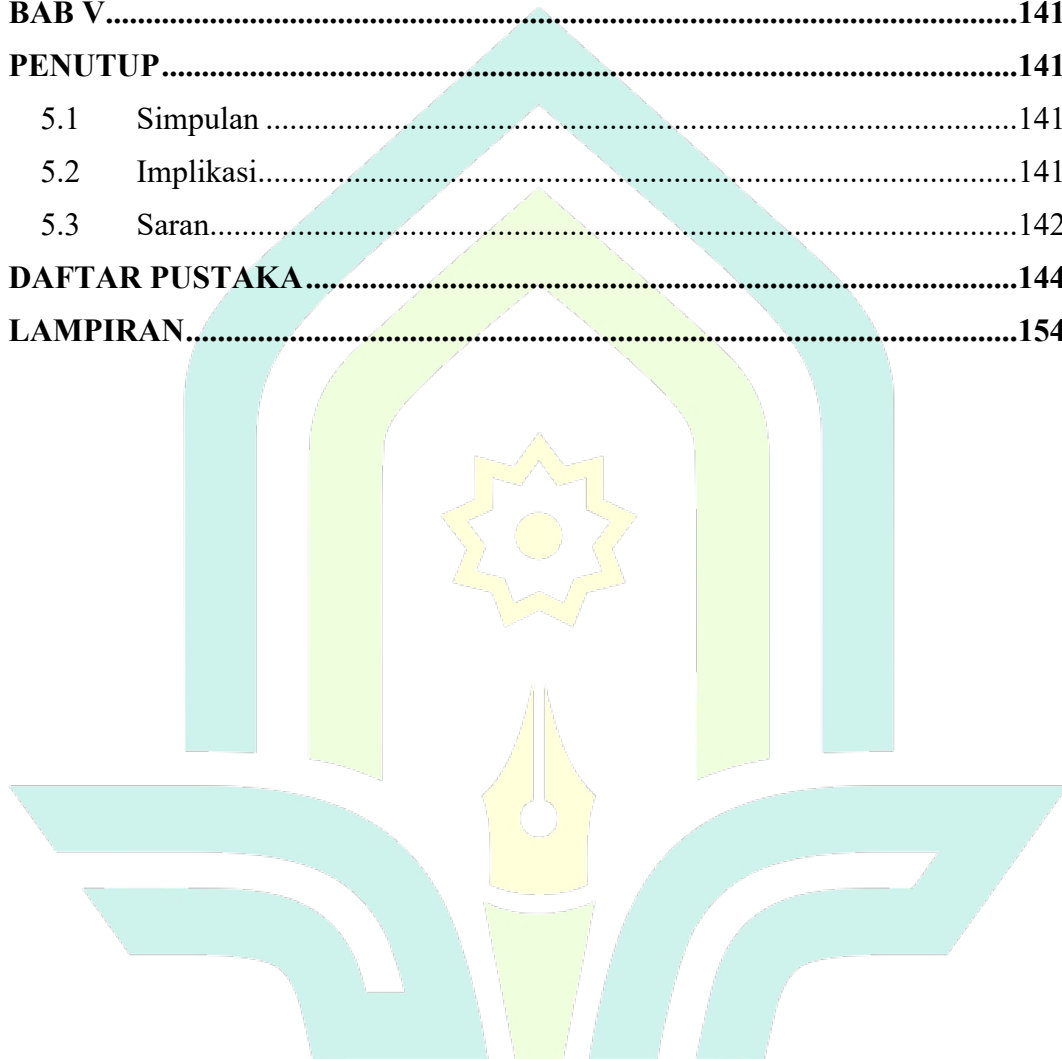 BAB V.......................................................................................................141
PENUTUP.................................................................................................141
5.1 Simpulan .....................................................................................141
5.2 Implikasi......................................................................................141
5.3 Saran............................................................................................142
DAFTAR PUSTAKA................................................................................144
LAMPIRAN..............................................................................................154